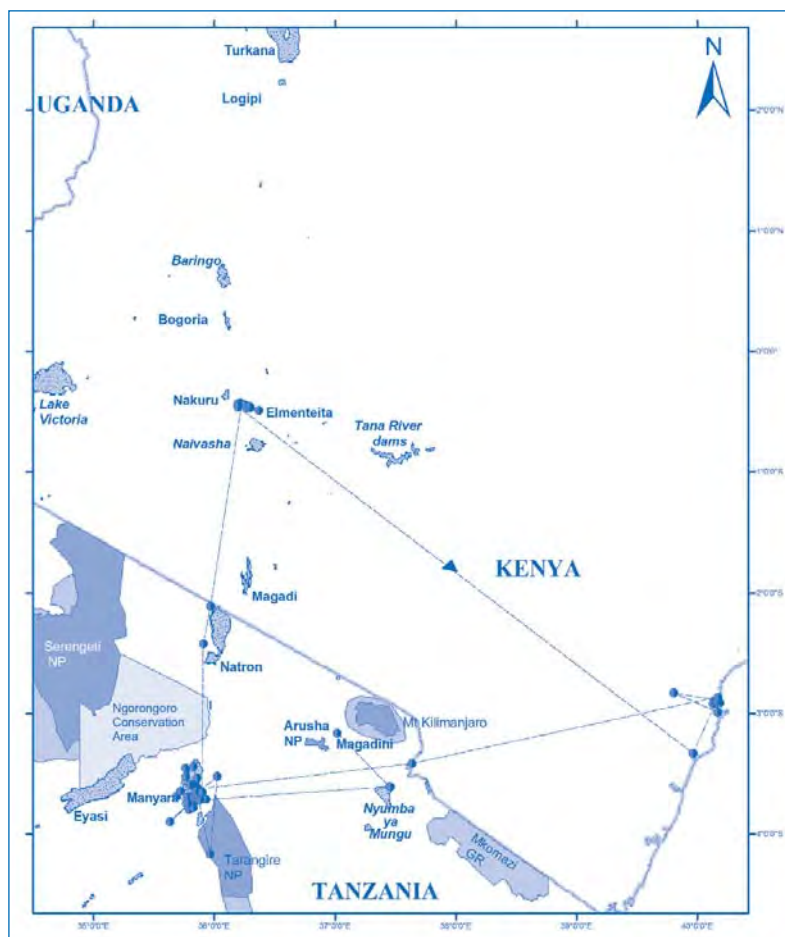 Turkana
N
Logipi
UGANDA
2°0'0"N
1°0'0"N
Baringo
Bogoria
0°0'0"
Nakuru
Elmenteita
Lake
Victoria
Tana River
dams
Naivasha
1°0'0"S
KENYA
Magadi
2°0'0"S
Serengeti
NP
Natron
Ngorongoro
Conservation
Area
3°0'0"S
Mt Kilimanjaro
Arusha
NP
Magadini
Manyara
Eyasi
Nyumba
ya
Mungu
Mkomazi
GR
4°0'0"S
Tarangire
NP
TANZANIA
35°0'0"E
36°0'0"E
37°0'0"E
38°0'0"E
39°0'0"E
40°0'0"E